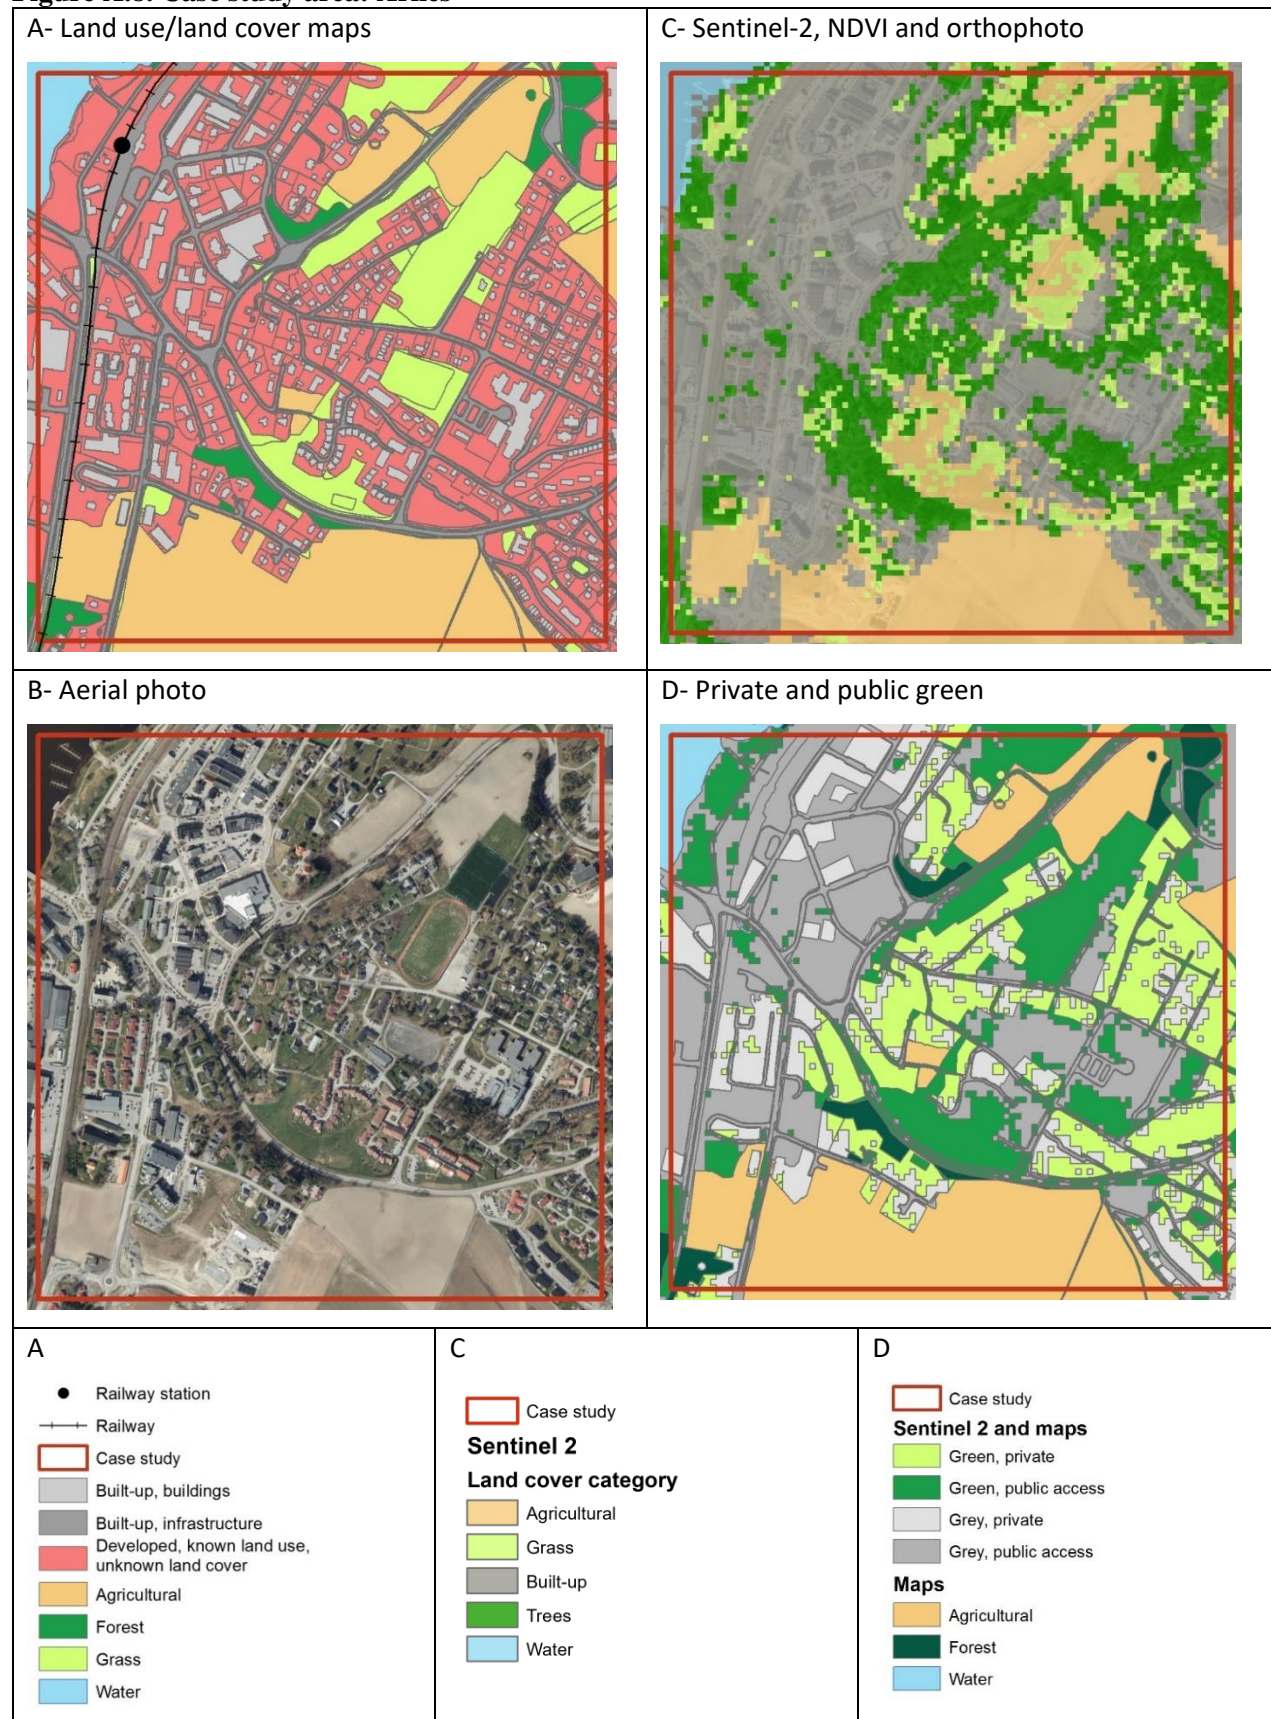 A- Land use/land cover maps
C- Sentinel-2, NDVI and orthophoto
B- Aerial photo
D- Private and public green
A
Railway station
Railway
Case study
Built-up, buildings
Built-up, infrastructure
Developed, known land use,
unknown land cover
Agricultural
Forest
Grass
Water
C
Case study
Sentinel 2
Land cover category
Agricultural
Grass
Built-up
Trees
Water
D
Case study
Sentinel 2 and maps
Green, private
Green, public access
Grey, private
Grey, public access
Maps
Agricultural
Forest
Water